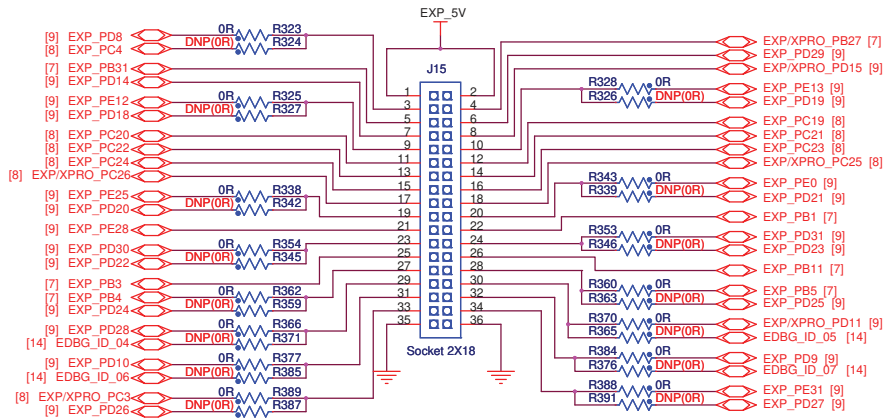 EXP_5V
J15
[9] EXP_PD8 0R R323
[8] EXP_PC4 DNP(0R) R324
[7] EXP_PB31
[9] EXP_PD14
[9] EXP_PE12 0R R325
[9] EXP_PD18 DNP(0R) R327
[8] EXP_PC20
[8] EXP_PC22
[8] EXP_PC24
[8] EXP/XPRO_PC26
[9] EXP_PE25 0R R338
[9] EXP_PD20 DNP(0R) R342
[9] EXP_PE28
[9] EXP_PD30 0R R354
[9] EXP_PD22 DNP(0R) R345
[7] EXP_PB3
[7] EXP_PB4 0R R362
[9] EXP_PD24 DNP(0R) R359
[9] EXP_PD28 0R R366
[14] EDBG_ID_04 DNP(0R) R371
[9] EXP_PD10 0R R377
[14] EDBG_ID_06 DNP(0R) R385
[8] EXP/XPRO_PC3 0R R389
[9] EXP_PD26 DNP(0R) R387
1 2
3 4
5 6
7 8
9 10
11 12
13 14
15 16
17 18
19 20
21 22
23 24
25 26
27 28
29 30
31 32
33 34
35 36
Socket 2X18
EXP/XPRO_PB27 [7]
EXP_PD29 [9]
EXP/XPRO_PD15 [9]
R328 0R EXP_PE13 [9]
R326 DNP(0R) EXP_PD19 [9]
EXP_PC19 [8]
EXP_PC21 [8]
EXP_PC23 [8]
EXP/XPRO_PC25 [8]
R343 0R EXP_PE0 [9]
R339 DNP(0R) EXP_PD21 [9]
EXP_PB1 [7]
R353 0R EXP_PD31 [9]
R346 DNP(0R) EXP_PD23 [9]
EXP_PB11 [7]
R360 0R EXP_PB5 [7]
R363 DNP(0R) EXP_PD25 [9]
R370 0R EXP/XPRO_PD11 [9]
R365 DNP(0R) EDBG_ID_05 [14]
R384 0R EXP_PD9 [9]
R376 DNP(0R) EDBG_ID_07 [14]
R388 0R EXP_PE31 [9]
R391 DNP(0R) EXP_PD27 [9]